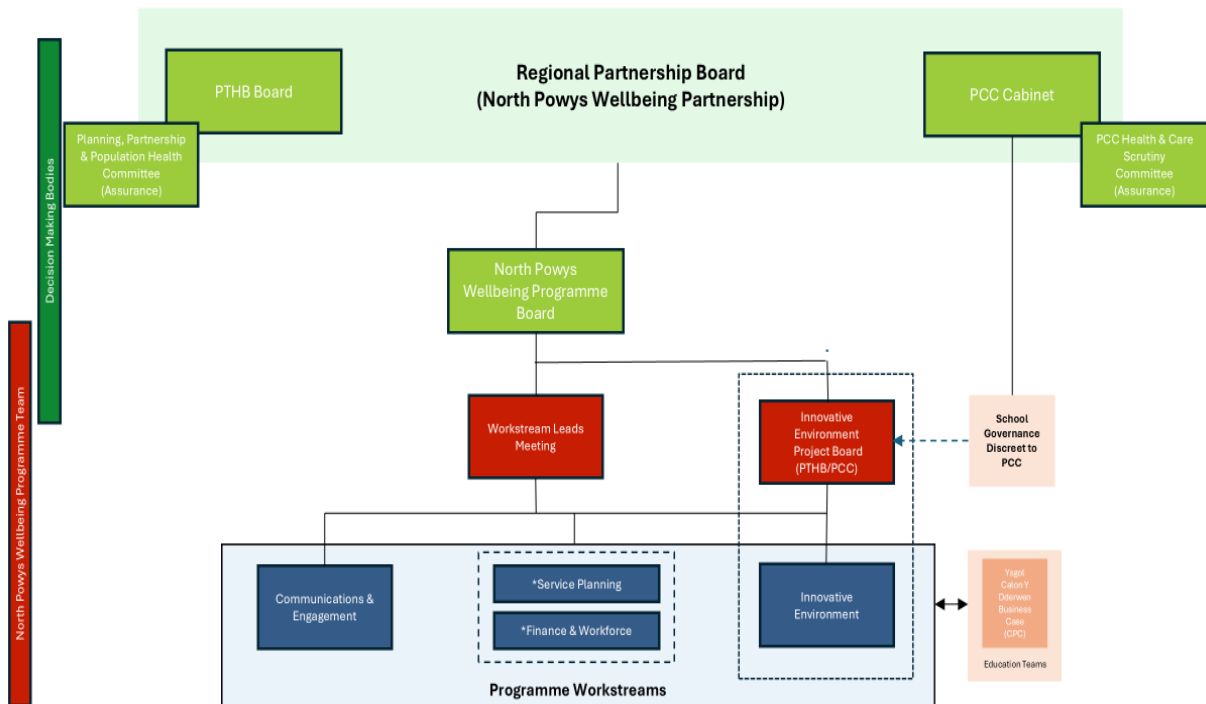 Regional Partnership Board
(North Powys Wellbeing Partnership)
PTHB Board
PCC Cabinet
Planning, Partnership
& Population Health
Committee
(Assurance)
PCC Health & Care
Scrutiny
Committee
(Assurance)
Decision Making Bodies
North Powys
Wellbeing Programme
Board
North Powys Wellbeing Programme Team
Workstream Leads
Meeting
Innovative
Environment
Project Board
(PTHB/PCC)
School
Governance
Discreet to
PCC
Communications &
Engagement
*Service Planning
*Finance & Workforce
Innovative
Environment
Ysgol
Calon Y
Dderwen
Business
Case
(CPC)
Education Teams
Programme Workstreams